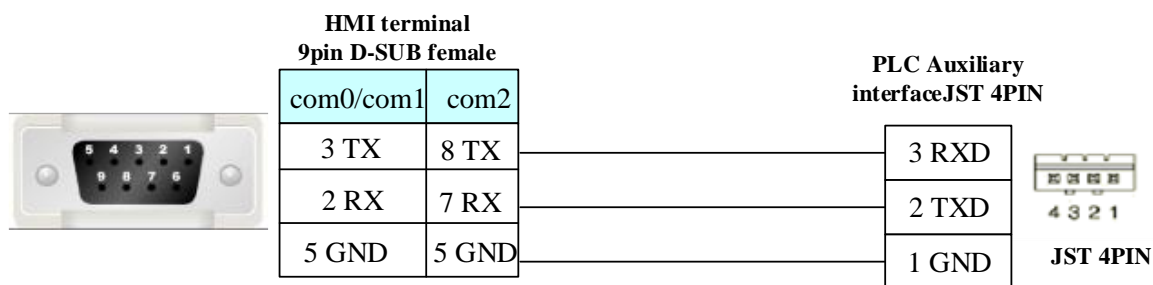 HMI terminal
9pin D-SUB female
PLC Auxiliary
interfaceJST 4PIN
com0/com1 com2
3 TX 8 TX
3 RXD
5 4 3 2 1
9 8 7 6
2 RX 7 RX
2 TXD
4 3 2 1
5 GND 5 GND
1 GND
JST 4PIN